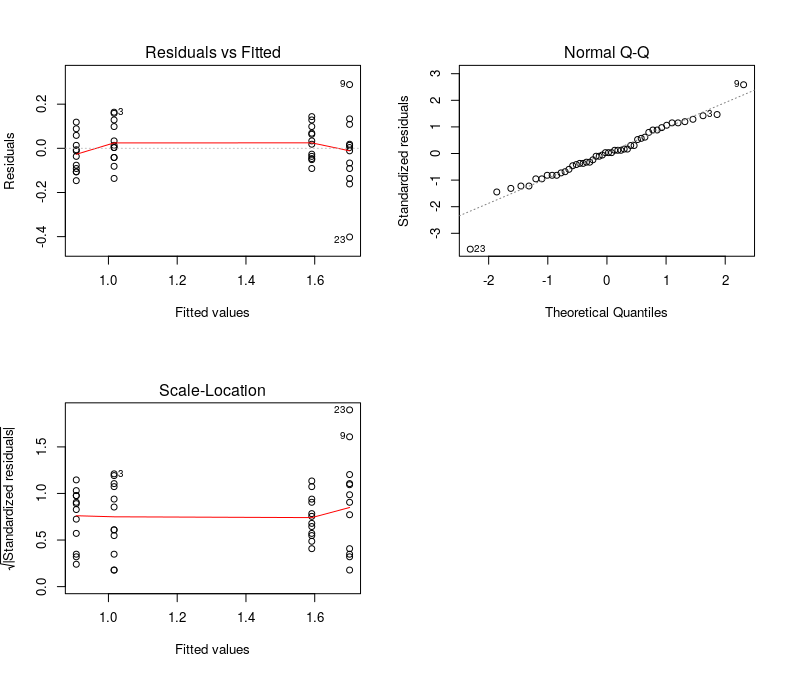 Residuals vs Fitted
Residuals
0.2
0.0
-0.2
-0.4
9
3
23
1.0 1.2 1.4 1.6
Fitted values
Normal Q-Q
Standardized residuals
3
2
1
0
-1
-2
-3
9
3
23
-2 -1 0 1 2
Theoretical Quantiles
Scale-Location
√|Standardized residuals|
1.5
1.0
0.5
0.0
23
9
3
1.0 1.2 1.4 1.6
Fitted values